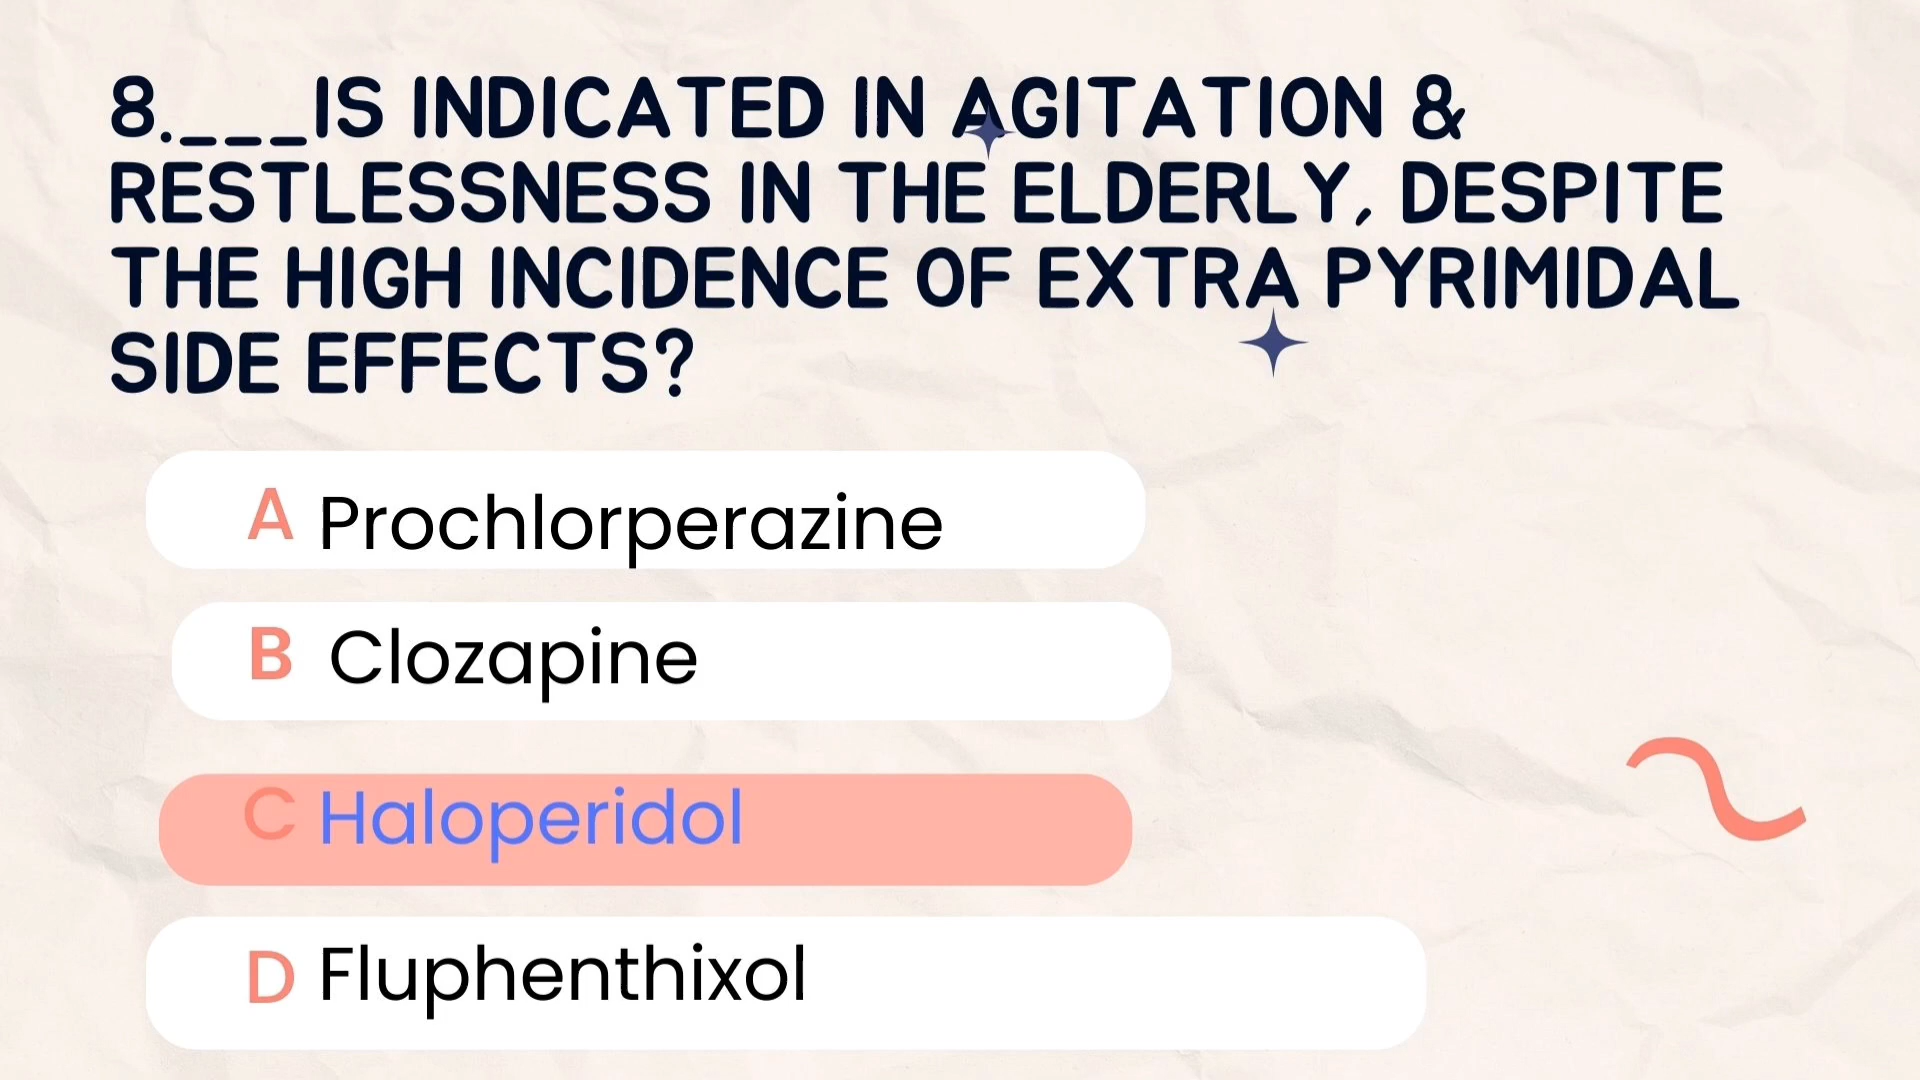 8.___IS INDICATED IN AGITATION &
RESTLESSNESS IN THE ELDERLY, DESPITE
THE HIGH INCIDENCE OF EXTRA PYRIMIDAL
SIDE EFFECTS?
A Prochlorperazine
B Clozapine
C Haloperidol
D Fluphenthixol